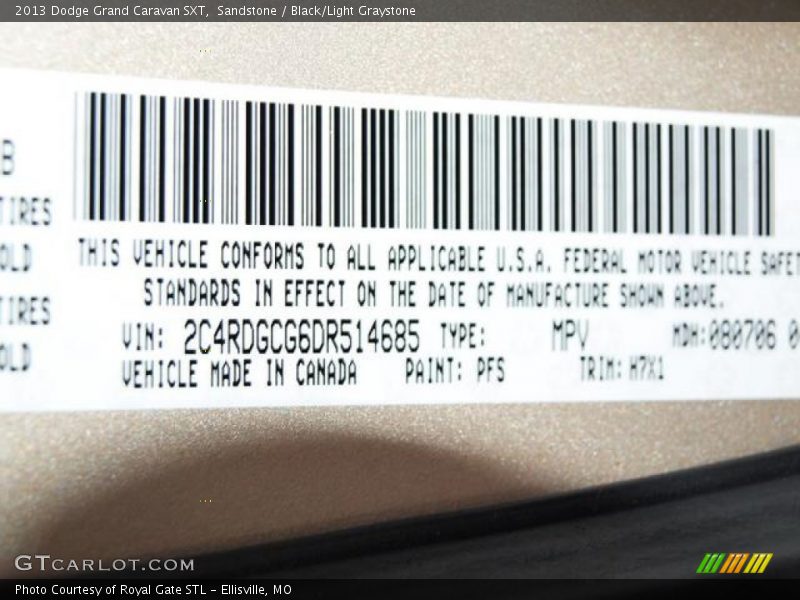 2013 Dodge Grand Caravan SXT, Sandstone / Black/Light Graystone
B
TIRES
OLD
TIRES
OLD
THIS VEHICLE CONFORMS TO ALL APPLICABLE U.S.A. FEDERAL MOTOR VEHICLE SAFET
STANDARDS IN EFFECT ON THE DATE OF MANUFACTURE SHOWN ABOVE.
VIN: 2C4RDGCG6DR514685 TYPE: MPV MDH:080706 0
VEHICLE MADE IN CANADA PAINT: PFS TRIM: H7X1
GTCARLOT.COM
Photo Courtesy of Royal Gate STL - Ellisville, MO